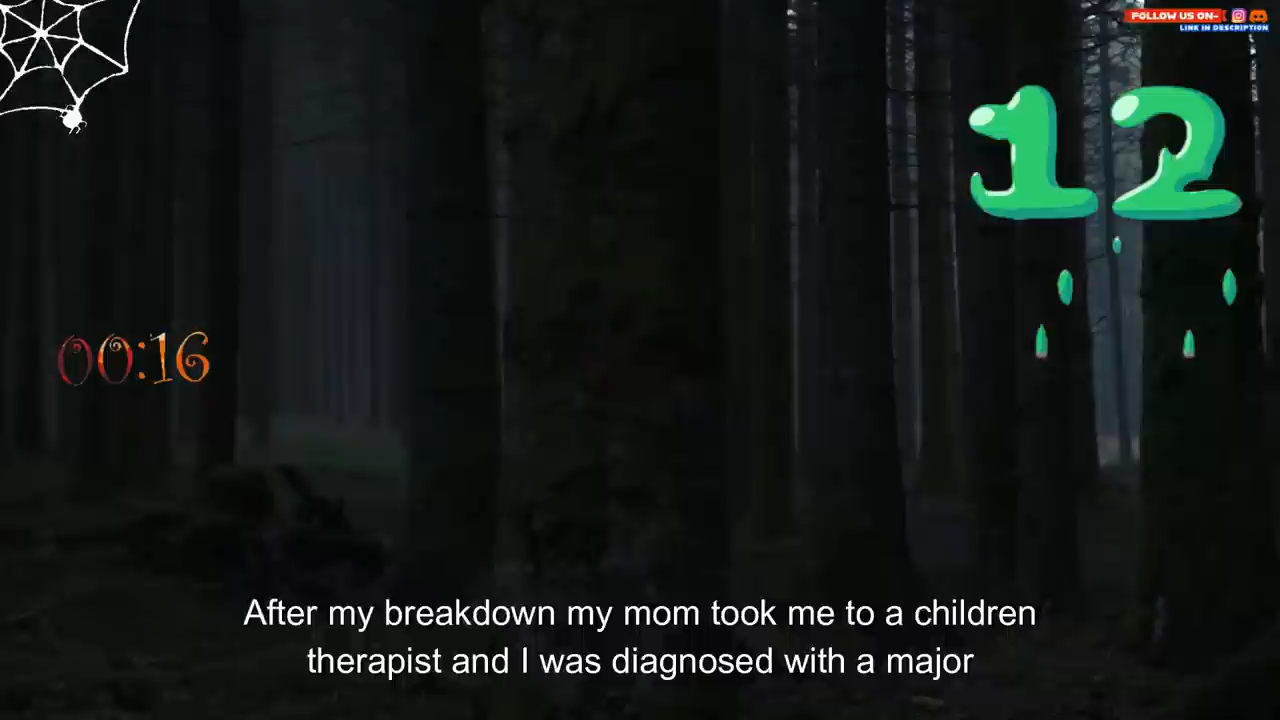 FOLLOW US ON-
LINK IN DESCRIPTION
12
00:16
After my breakdown my mom took me to a children
therapist and I was diagnosed with a major